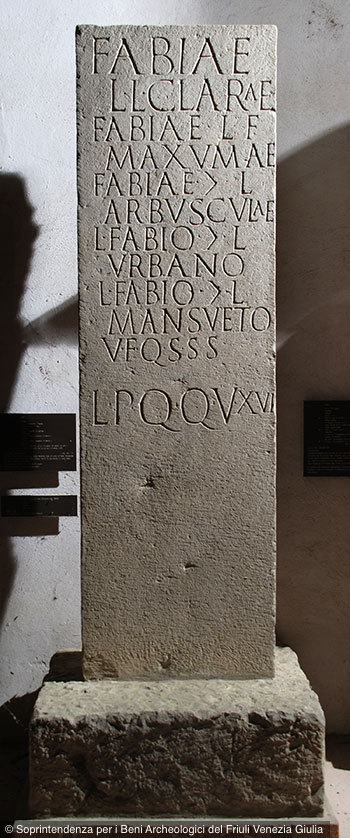 FABIAE
L·L·CLARAE
FABIAE L F
MAXVMAE
FABIAE · > L
ARBVSCVLAE
L·FABIO > L
VRBANO
L·FABIO · > · L
MANSVETO
V·F·Q·S·S·S
L·P·Q·Q·V·XVI
© Soprintendenza per i Beni Archeologici del Friuli Venezia Giulia